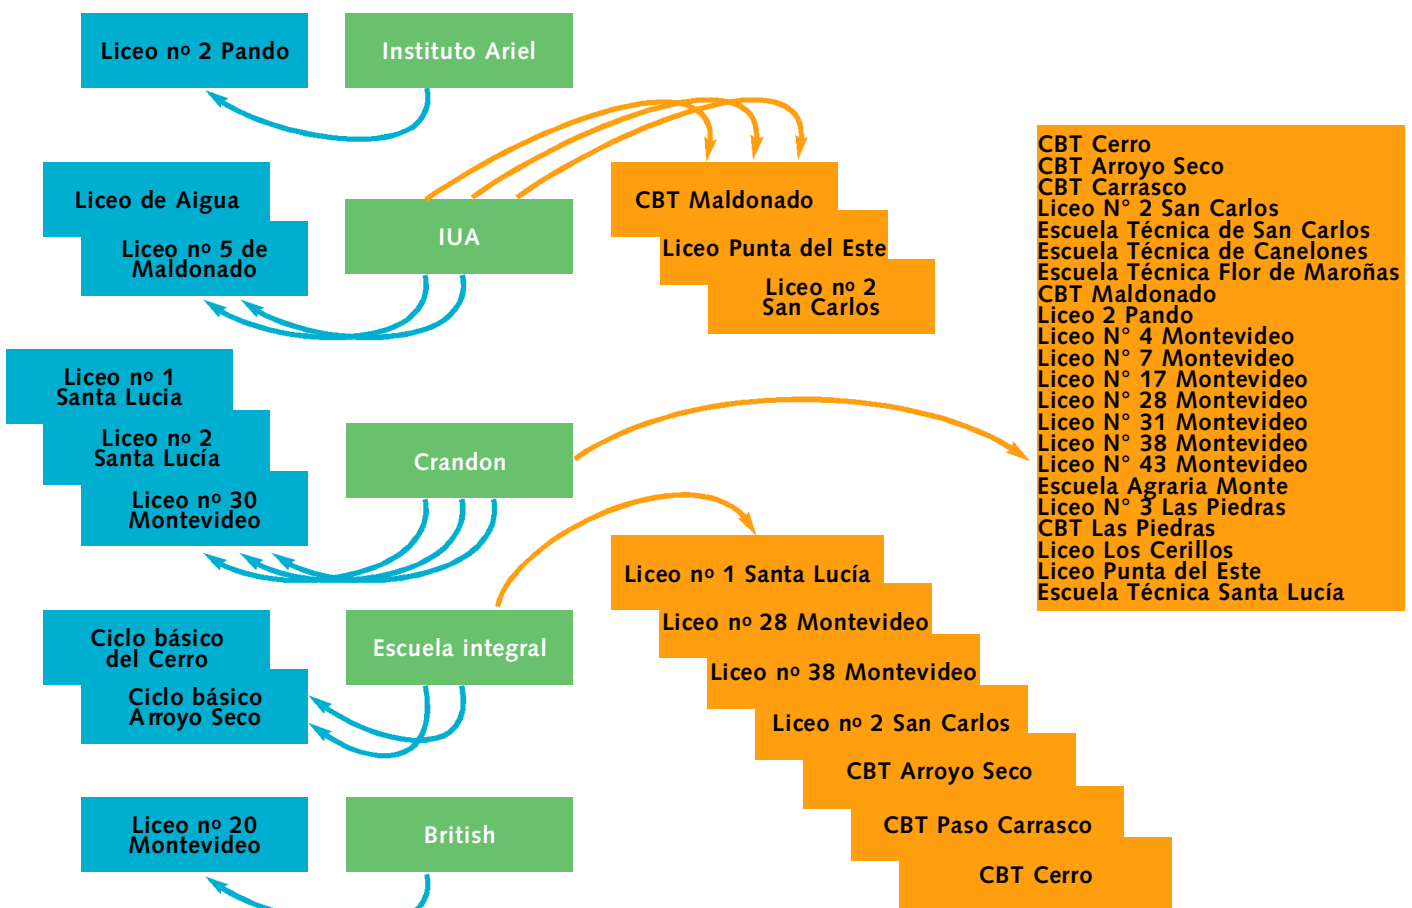 Liceo nº 2 Pando
Instituto Ariel
Liceo de Aigua
Liceo nº 5 de
Maldonado
IUA
CBT Maldonado
Liceo Punta del Este
Liceo nº 2
San Carlos
CBT Cerro
CBT Arroyo Seco
CBT Carrasco
Liceo N° 2 San Carlos
Escuela Técnica de San Carlos
Escuela Técnica de Canelones
Escuela Técnica Flor de Maroñas
CBT Maldonado
Liceo 2 Pando
Liceo N° 4 Montevideo
Liceo N° 7 Montevideo
Liceo N° 17 Montevideo
Liceo N° 28 Montevideo
Liceo N° 31 Montevideo
Liceo N° 38 Montevideo
Liceo N° 43 Montevideo
Escuela Agraria Monte
Liceo N° 3 Las Piedras
CBT Las Piedras
Liceo Los Cerillos
Liceo Punta del Este
Escuela Técnica Santa Lucía
Liceo nº 1
Santa Lucia
Liceo nº 2
Santa Lucía
Liceo nº 30
Montevideo
Crandon
Liceo nº 1 Santa Lucía
Liceo nº 28 Montevideo
Liceo nº 38 Montevideo
Liceo nº 2 San Carlos
CBT Arroyo Seco
CBT Paso Carrasco
CBT Cerro
Ciclo básico
del Cerro
Ciclo básico
Arroyo Seco
Escuela integral
Liceo nº 20
Montevideo
British